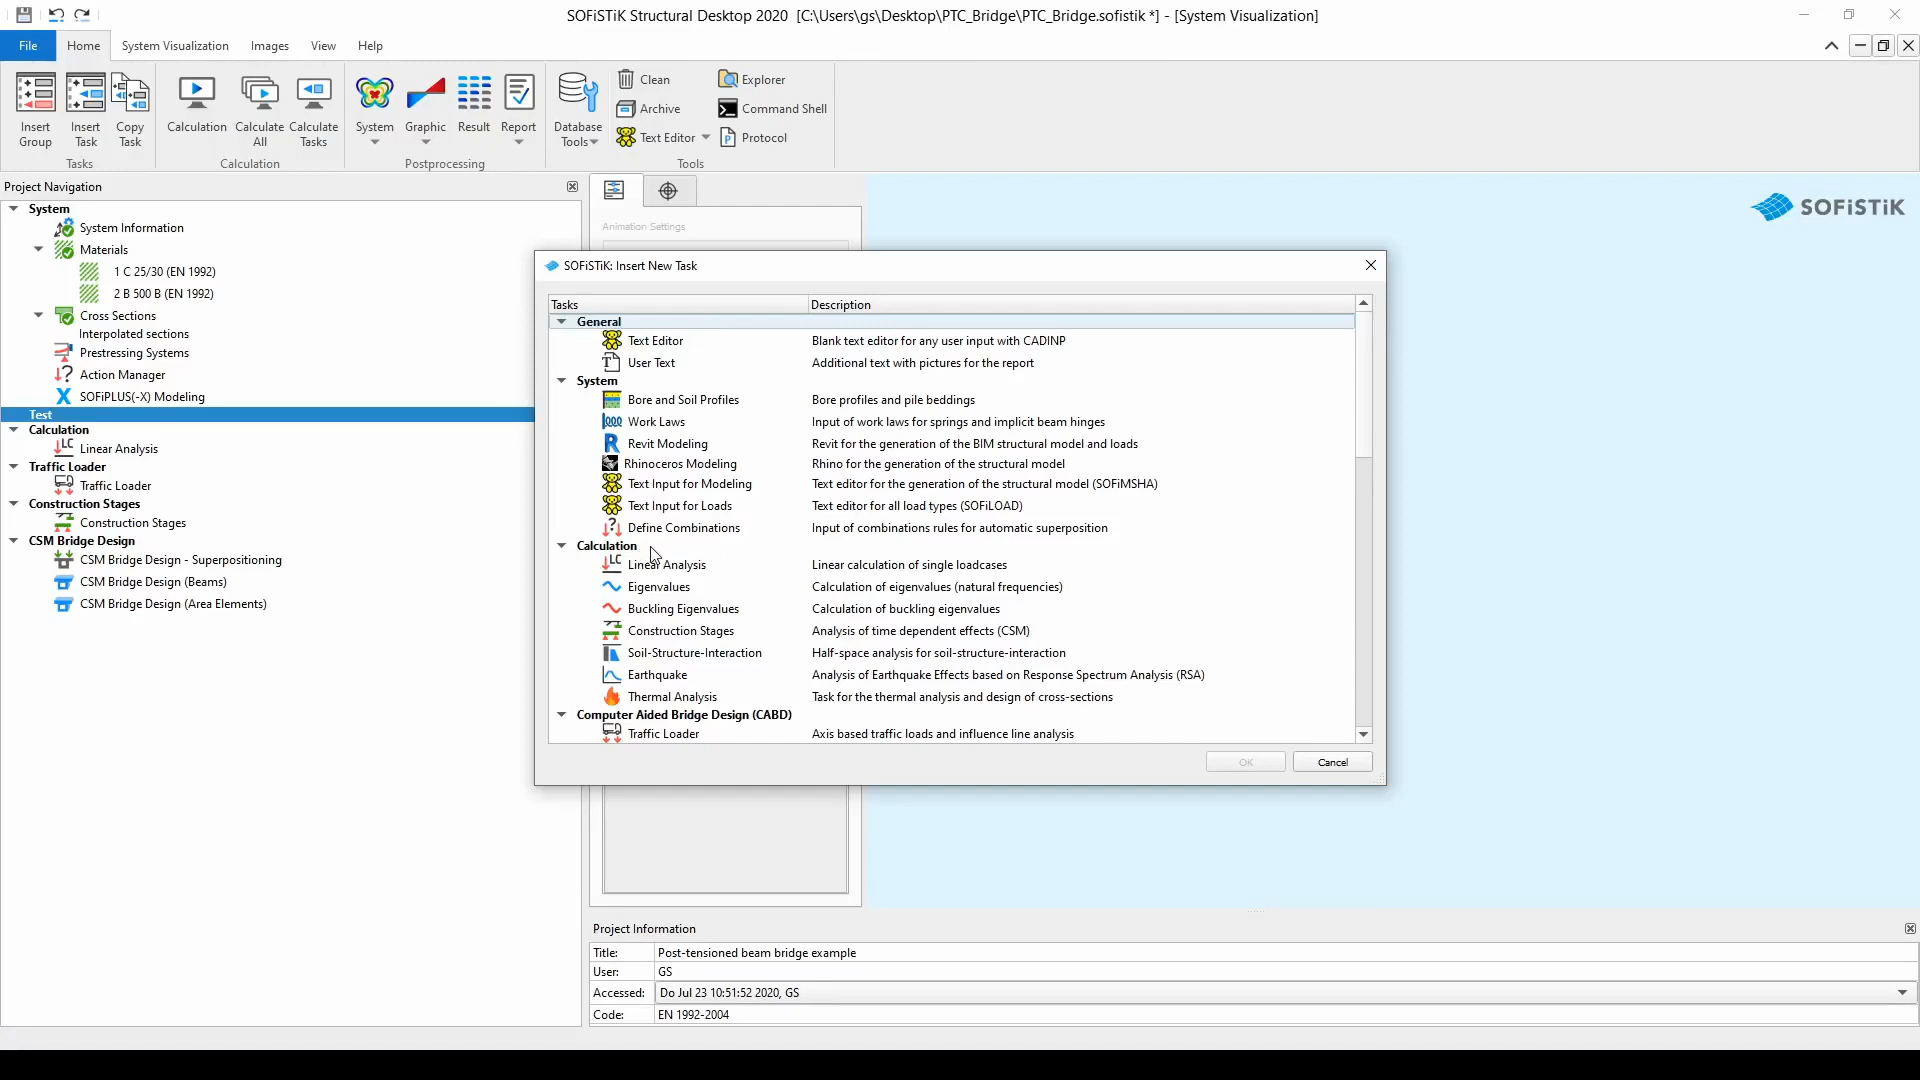 SOFiSTiK Structural Desktop 2020 [C:\Users\gs\Desktop\PTC_Bridge\PTC_Bridge.sofistik *] - [System Visualization]
File Home System Visualization Images View Help
Insert Group
Insert Task
Copy Task
Tasks
Calculation
Calculate All
Calculate Tasks
Calculation
System
Graphic
Result
Report
Postprocessing
Database Tools
Clean
Archive
Text Editor
Explorer
Command Shell
Protocol
Tools
Project Navigation
System
System Information
Materials
1 C 25/30 (EN 1992)
2 B 500 B (EN 1992)
Cross Sections
Interpolated sections
Prestressing Systems
Action Manager
SOFiPLUS(-X) Modeling
Test
Calculation
Linear Analysis
Traffic Loader
Traffic Loader
Construction Stages
Construction Stages
CSM Bridge Design
CSM Bridge Design - Superpositioning
CSM Bridge Design (Beams)
CSM Bridge Design (Area Elements)
Animation Settings
SOFiSTiK
SOFiSTiK: Insert New Task
Tasks Description
General
Text Editor Blank text editor for any user input with CADINP
User Text Additional text with pictures for the report
System
Bore and Soil Profiles Bore profiles and pile beddings
Work Laws Input of work laws for springs and implicit beam hinges
Revit Modeling Revit for the generation of the BIM structural model and loads
Rhinoceros Modeling Rhino for the generation of the structural model
Text Input for Modeling Text editor for the generation of the structural model (SOFiMSHA)
Text Input for Loads Text editor for all load types (SOFiLOAD)
Define Combinations Input of combinations rules for automatic superposition
Calculation
Linear Analysis Linear calculation of single loadcases
Eigenvalues Calculation of eigenvalues (natural frequencies)
Buckling Eigenvalues Calculation of buckling eigenvalues
Construction Stages Analysis of time dependent effects (CSM)
Soil-Structure-Interaction Half-space analysis for soil-structure-interaction
Earthquake Analysis of Earthquake Effects based on Response Spectrum Analysis (RSA)
Thermal Analysis Task for the thermal analysis and design of cross-sections
Computer Aided Bridge Design (CABD)
Traffic Loader Axis based traffic loads and influence line analysis
OK Cancel
Project Information
Title: Post-tensioned beam bridge example
User: GS
Accessed: Do Jul 23 10:51:52 2020, GS
Code: EN 1992-2004